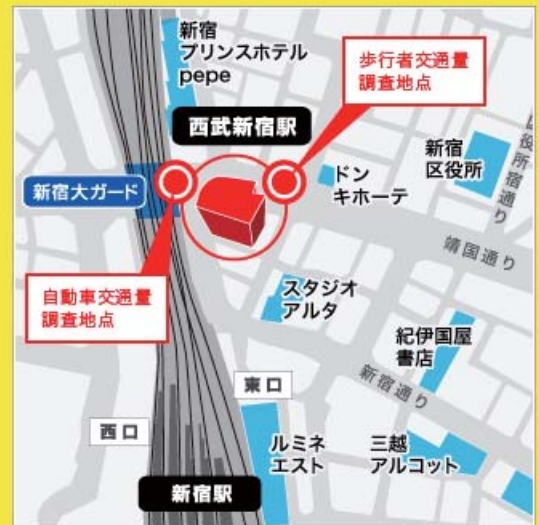 新宿
プリンスホテル
pepe
歩行者交通量
調査地点
西武新宿駅
新宿
区役所
区役所通り
新宿大ガード
ドン
キホーテ
靖国通り
自動車交通量
調査地点
スタジオ
アルタ
紀伊国屋
書店
新宿通り
東口
西口
ルミネ
エスト
三越
アルコット
新宿駅